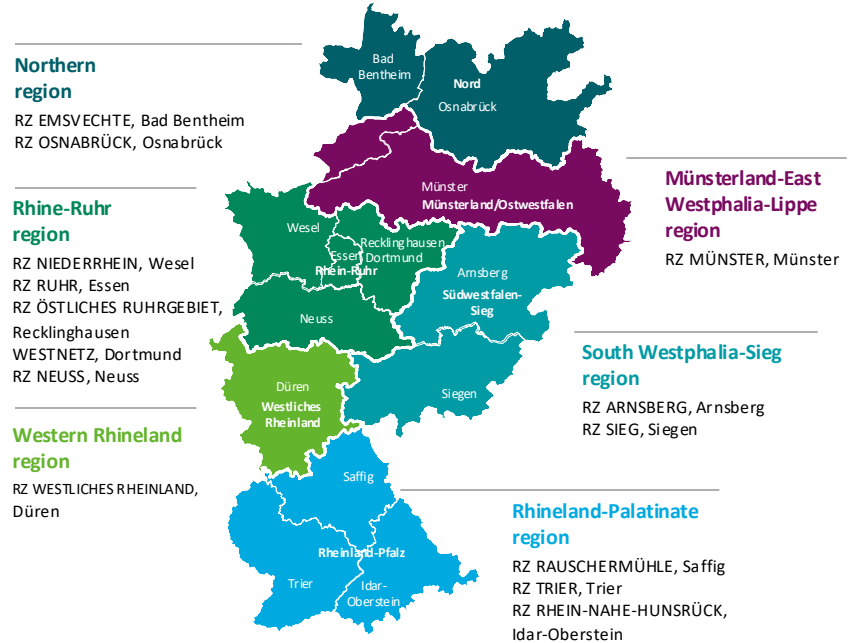 Northern
region
RZ EMSVECHTE, Bad Bentheim
RZ OSNABRÜCK, Osnabrück
Rhine-Ruhr
region
RZ NIEDERRHEIN, Wesel
RZ RUHR, Essen
RZ ÖSTLICHES RUHRGEBIET,
Recklinghausen
WESTNETZ, Dortmund
RZ NEUSS, Neuss
Western Rhineland
region
RZ WESTLICHES RHEINLAND,
Düren
Bad
Bentheim
Nord
Osnabrück
Münster
Münsterland/Ostwestfalen
Wesel
Essen
Recklinghausen
Dortmund
Rhein-Ruhr
Neuss
Arnsberg
Südwestfalen-
Sieg
Siegen
Düren
Westliches
Rheinland
Saffig
Rheinland-Pfalz
Trier
Idar-
Oberstein
Münsterland-East
Westphalia-Lippe
region
RZ MÜNSTER, Münster
South Westphalia-Sieg
region
RZ ARNSBERG, Arnsberg
RZ SIEG, Siegen
Rhineland-Palatinate
region
RZ RAUSCHERMÜHLE, Saffig
RZ TRIER, Trier
RZ RHEIN-NAHE-HUNSRÜCK,
Idar-Oberstein